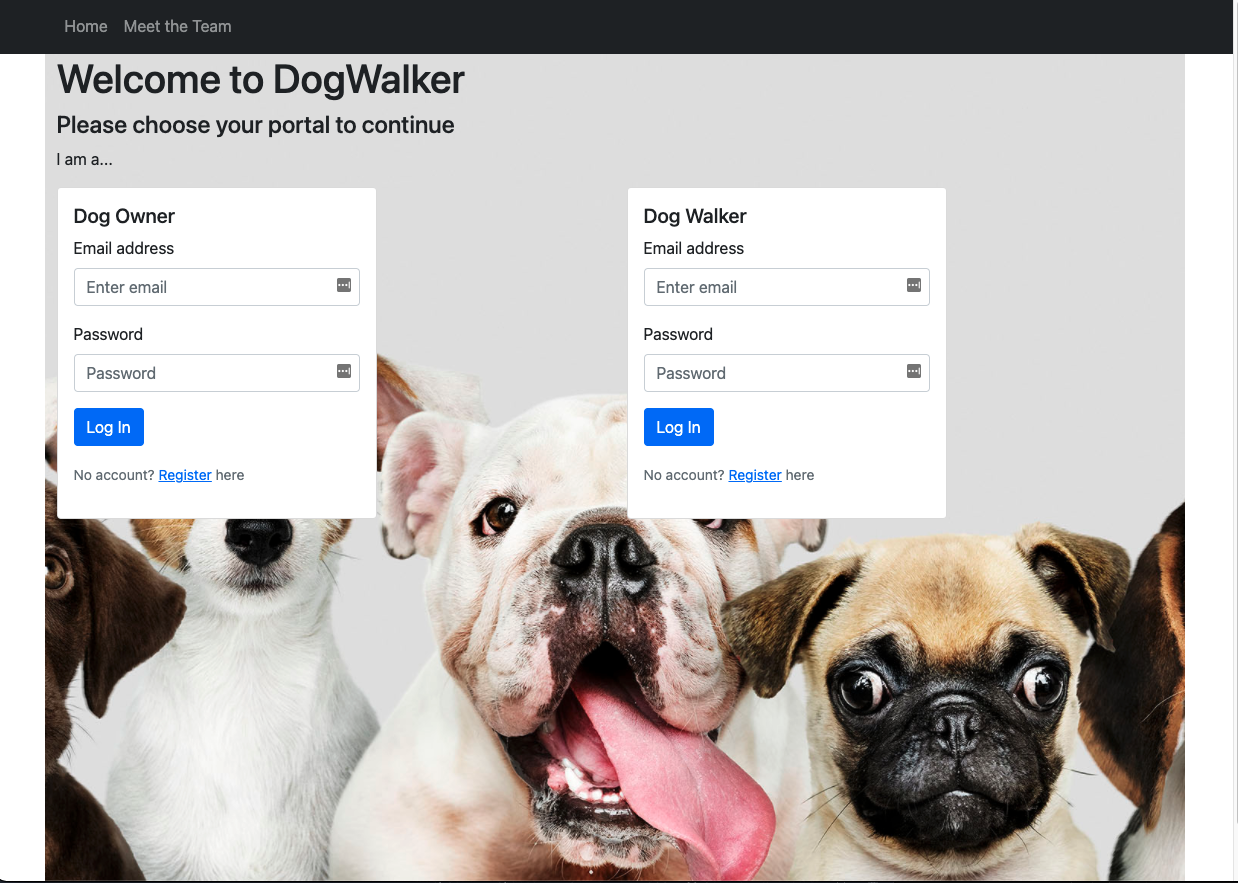 Home Meet the Team
Welcome to DogWalker
Please choose your portal to continue
I am a...
Dog Owner
Email address
Enter email
Password
Password
Log In
No account? Register here
Dog Walker
Email address
Enter email
Password
Password
Log In
No account? Register here